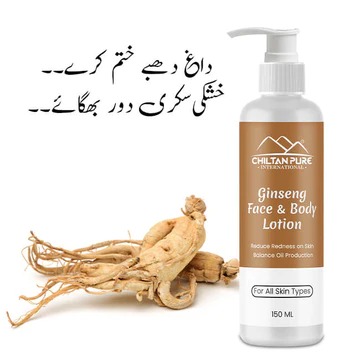 داغ دھبے ختم کرے۔۔
خشکی سکری دور بھگائے۔۔
CHILTAN PURE
• INTERNATIONAL •
Ginseng
Face & Body
Lotion
Reduce Redness on Skin
Balance Oil Production
For All Skin Types
150 ML